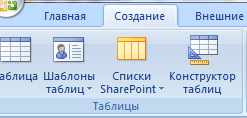 Главная Создание Внешние
аблица Шаблоны таблиц Списки SharePoint Конструктор таблиц
Таблицы